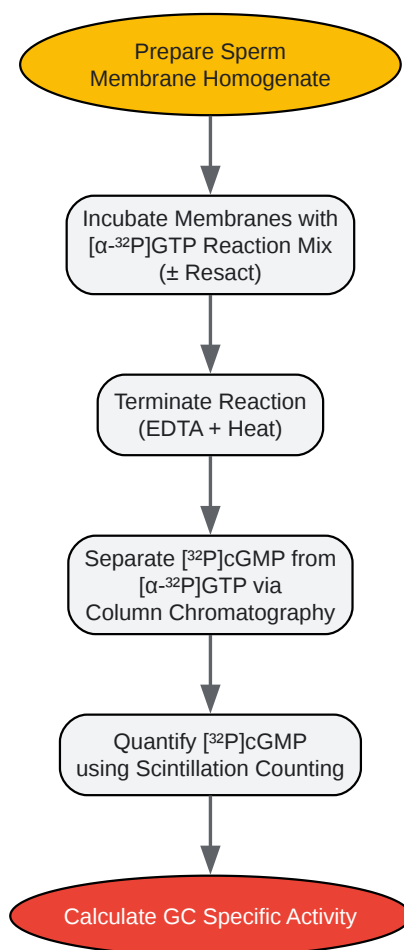 Prepare Sperm
Membrane Homogenate
Incubate Membranes with
[α-³²P]GTP Reaction Mix
(± Resact)
Terminate Reaction
(EDTA + Heat)
Separate [³²P]cGMP from
[α-³²P]GTP via
Column Chromatography
Quantify [³²P]cGMP
using Scintillation Counting
Calculate GC Specific Activity